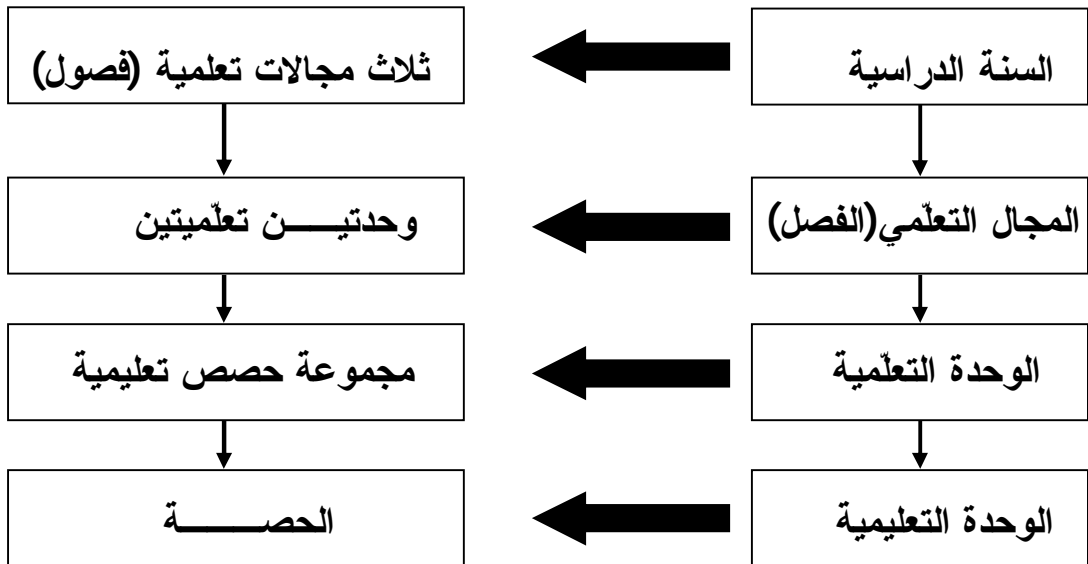 السنة الدراسية
ثلاث مجالات تعلمية (فصول)
المجال التعلّمي(الفصل)
وحدتيـــــن تعلّميتين
الوحدة التعلّمية
مجموعة حصص تعليمية
الوحدة التعليمية
الحصـــــــــة